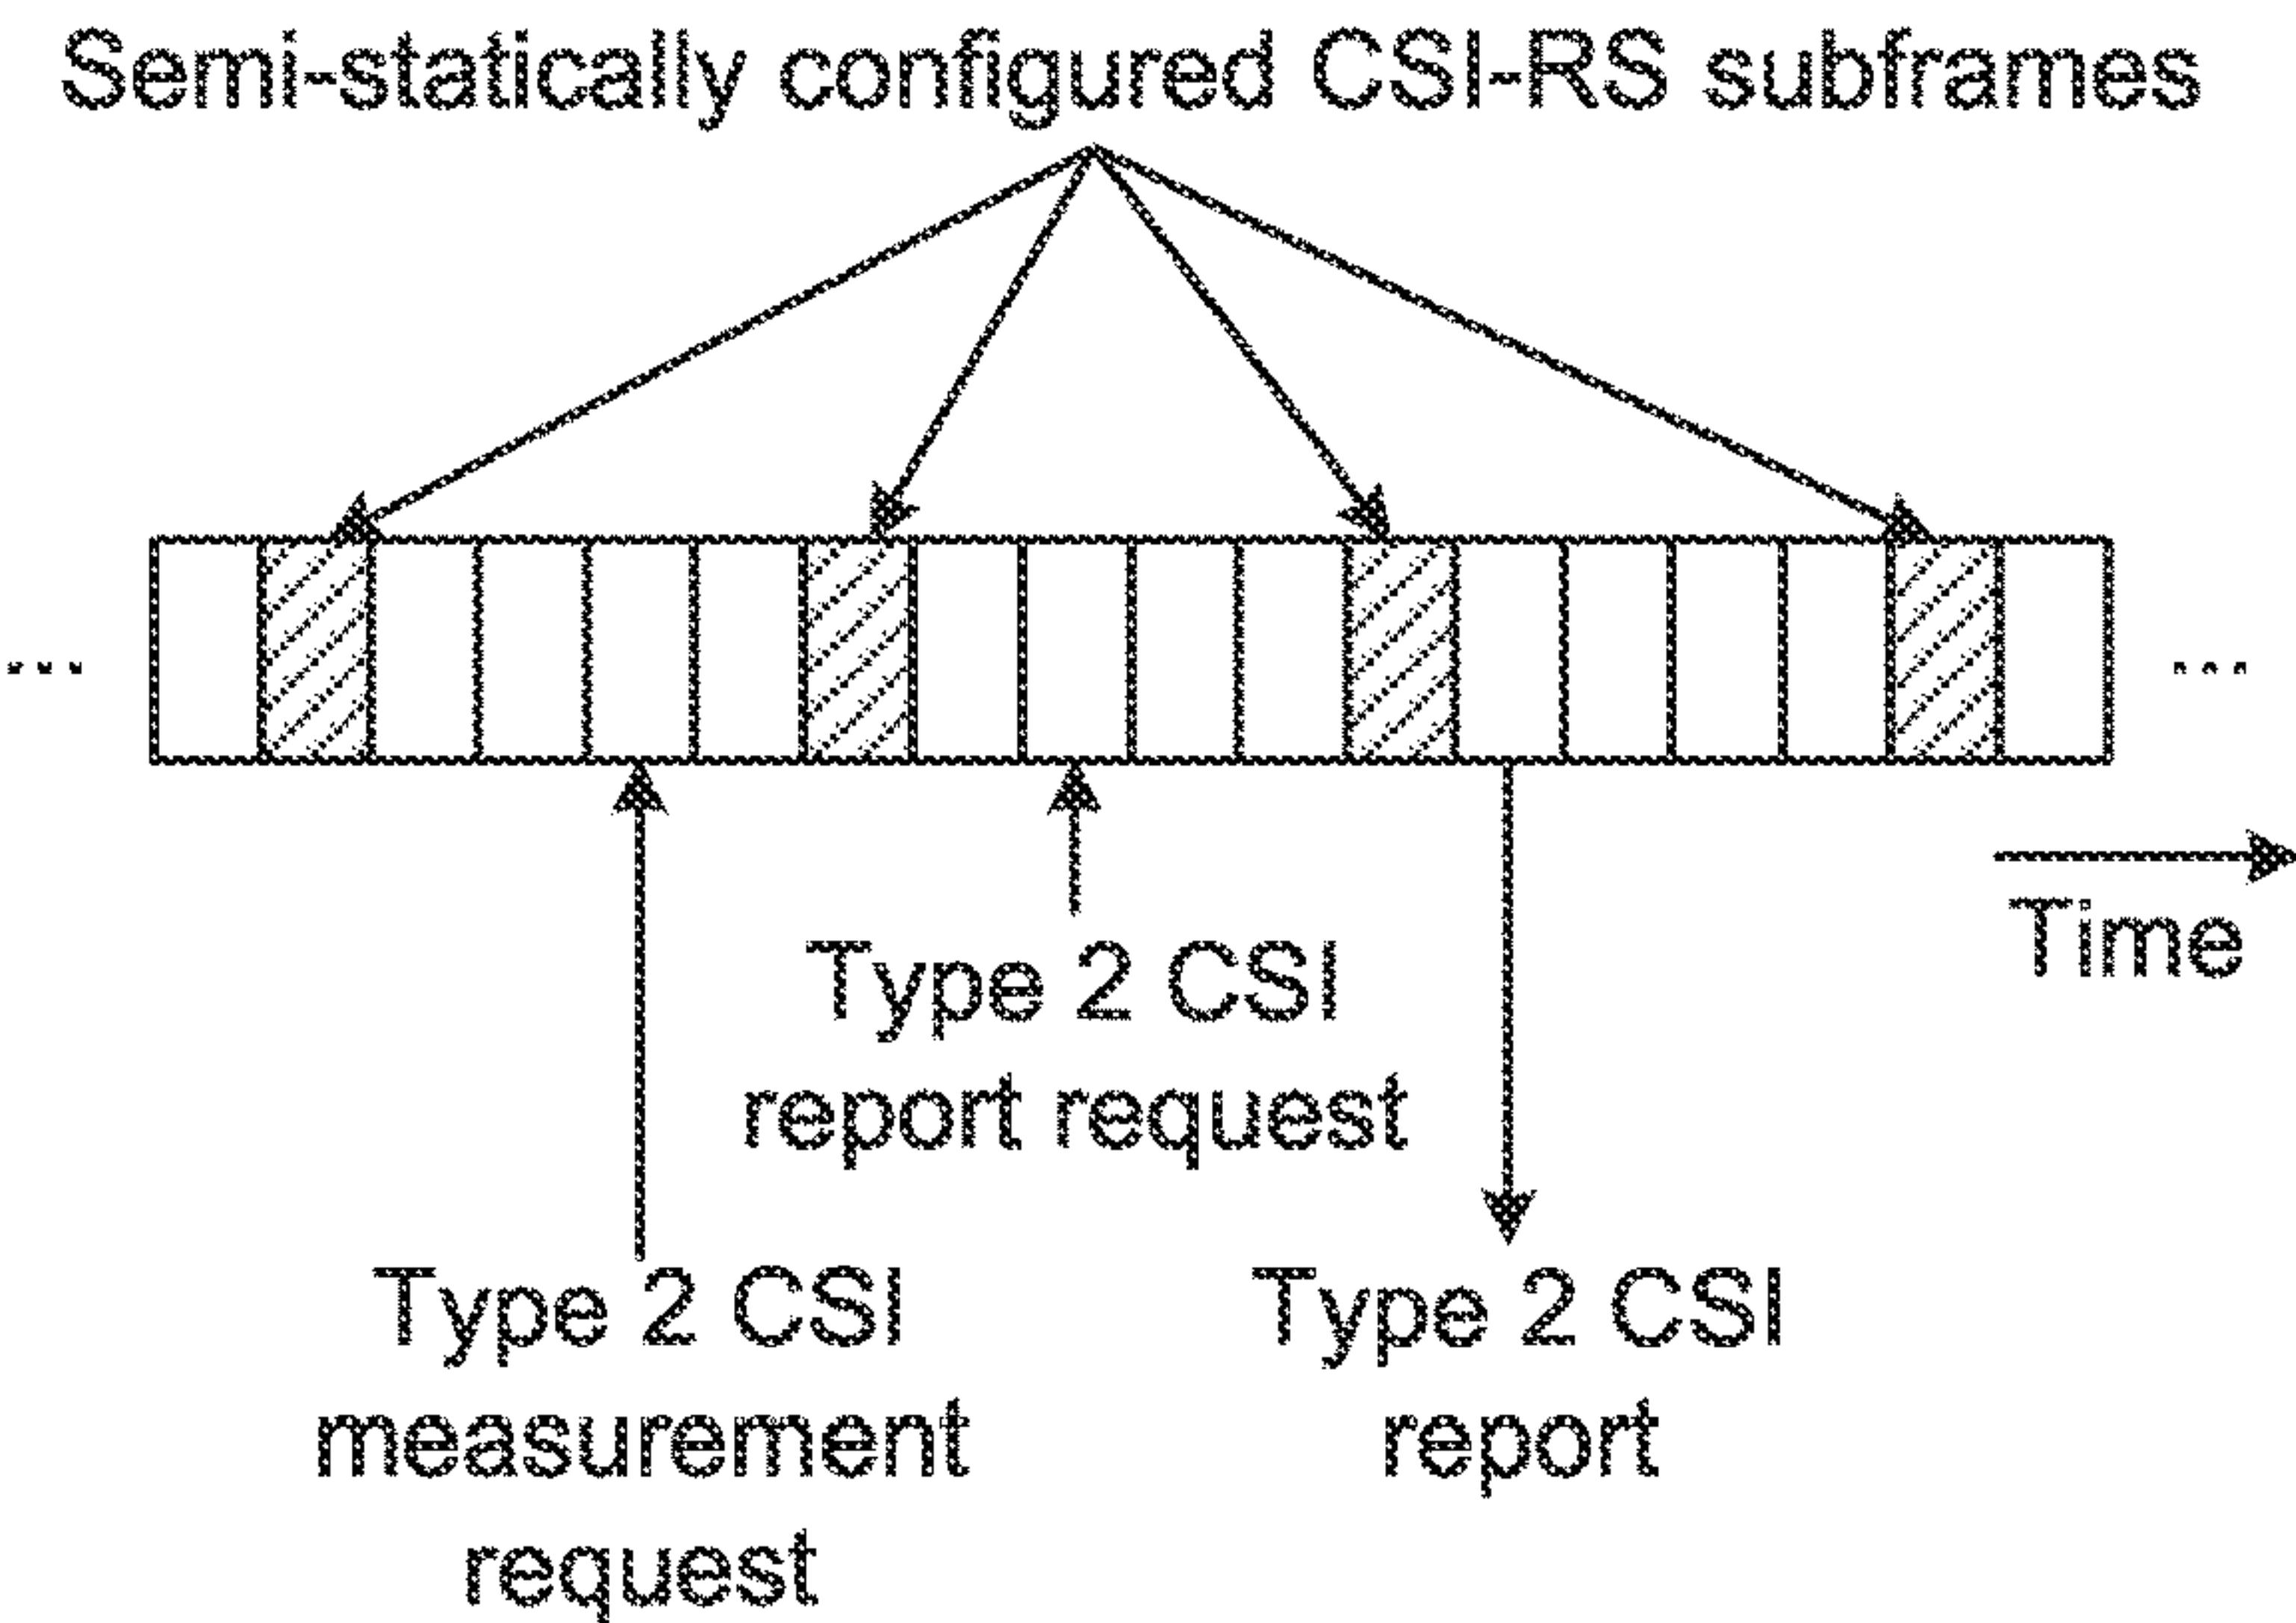 Semi-statically configured CSI-RS subframes
...
...
Time
Type 2 CSI
report request
Type 2 CSI
measurement
request
Type 2 CSI
report